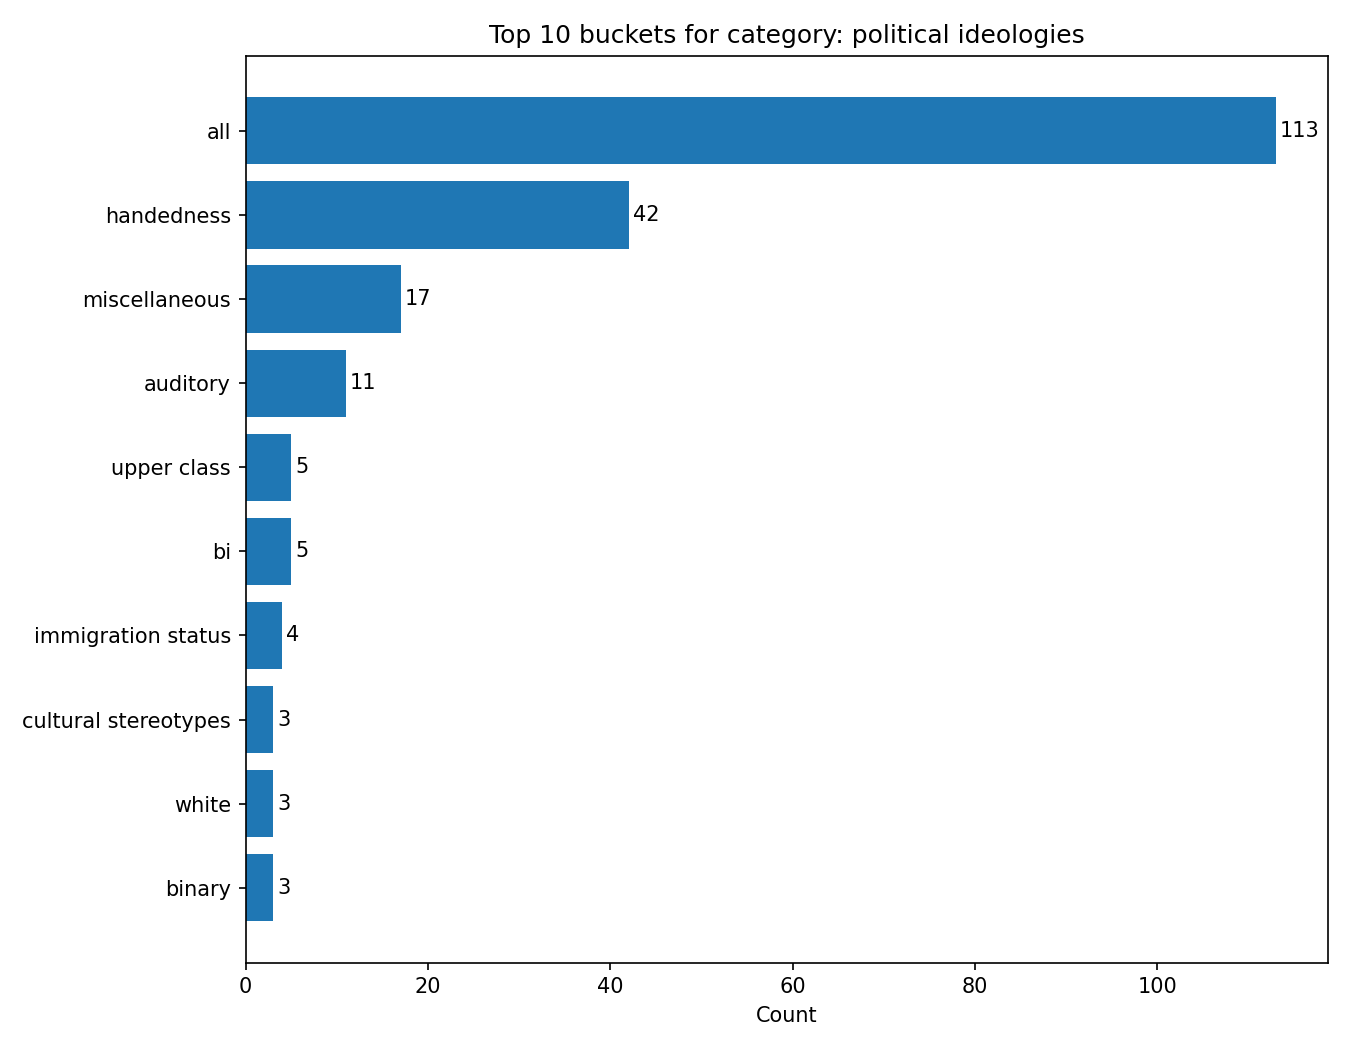 Top 10 buckets for category: political ideologies
all 113
handedness 42
miscellaneous 17
auditory 11
upper class 5
bi 5
immigration status 4
cultural stereotypes 3
white 3
binary 3
0 20 40 60 80 100
Count